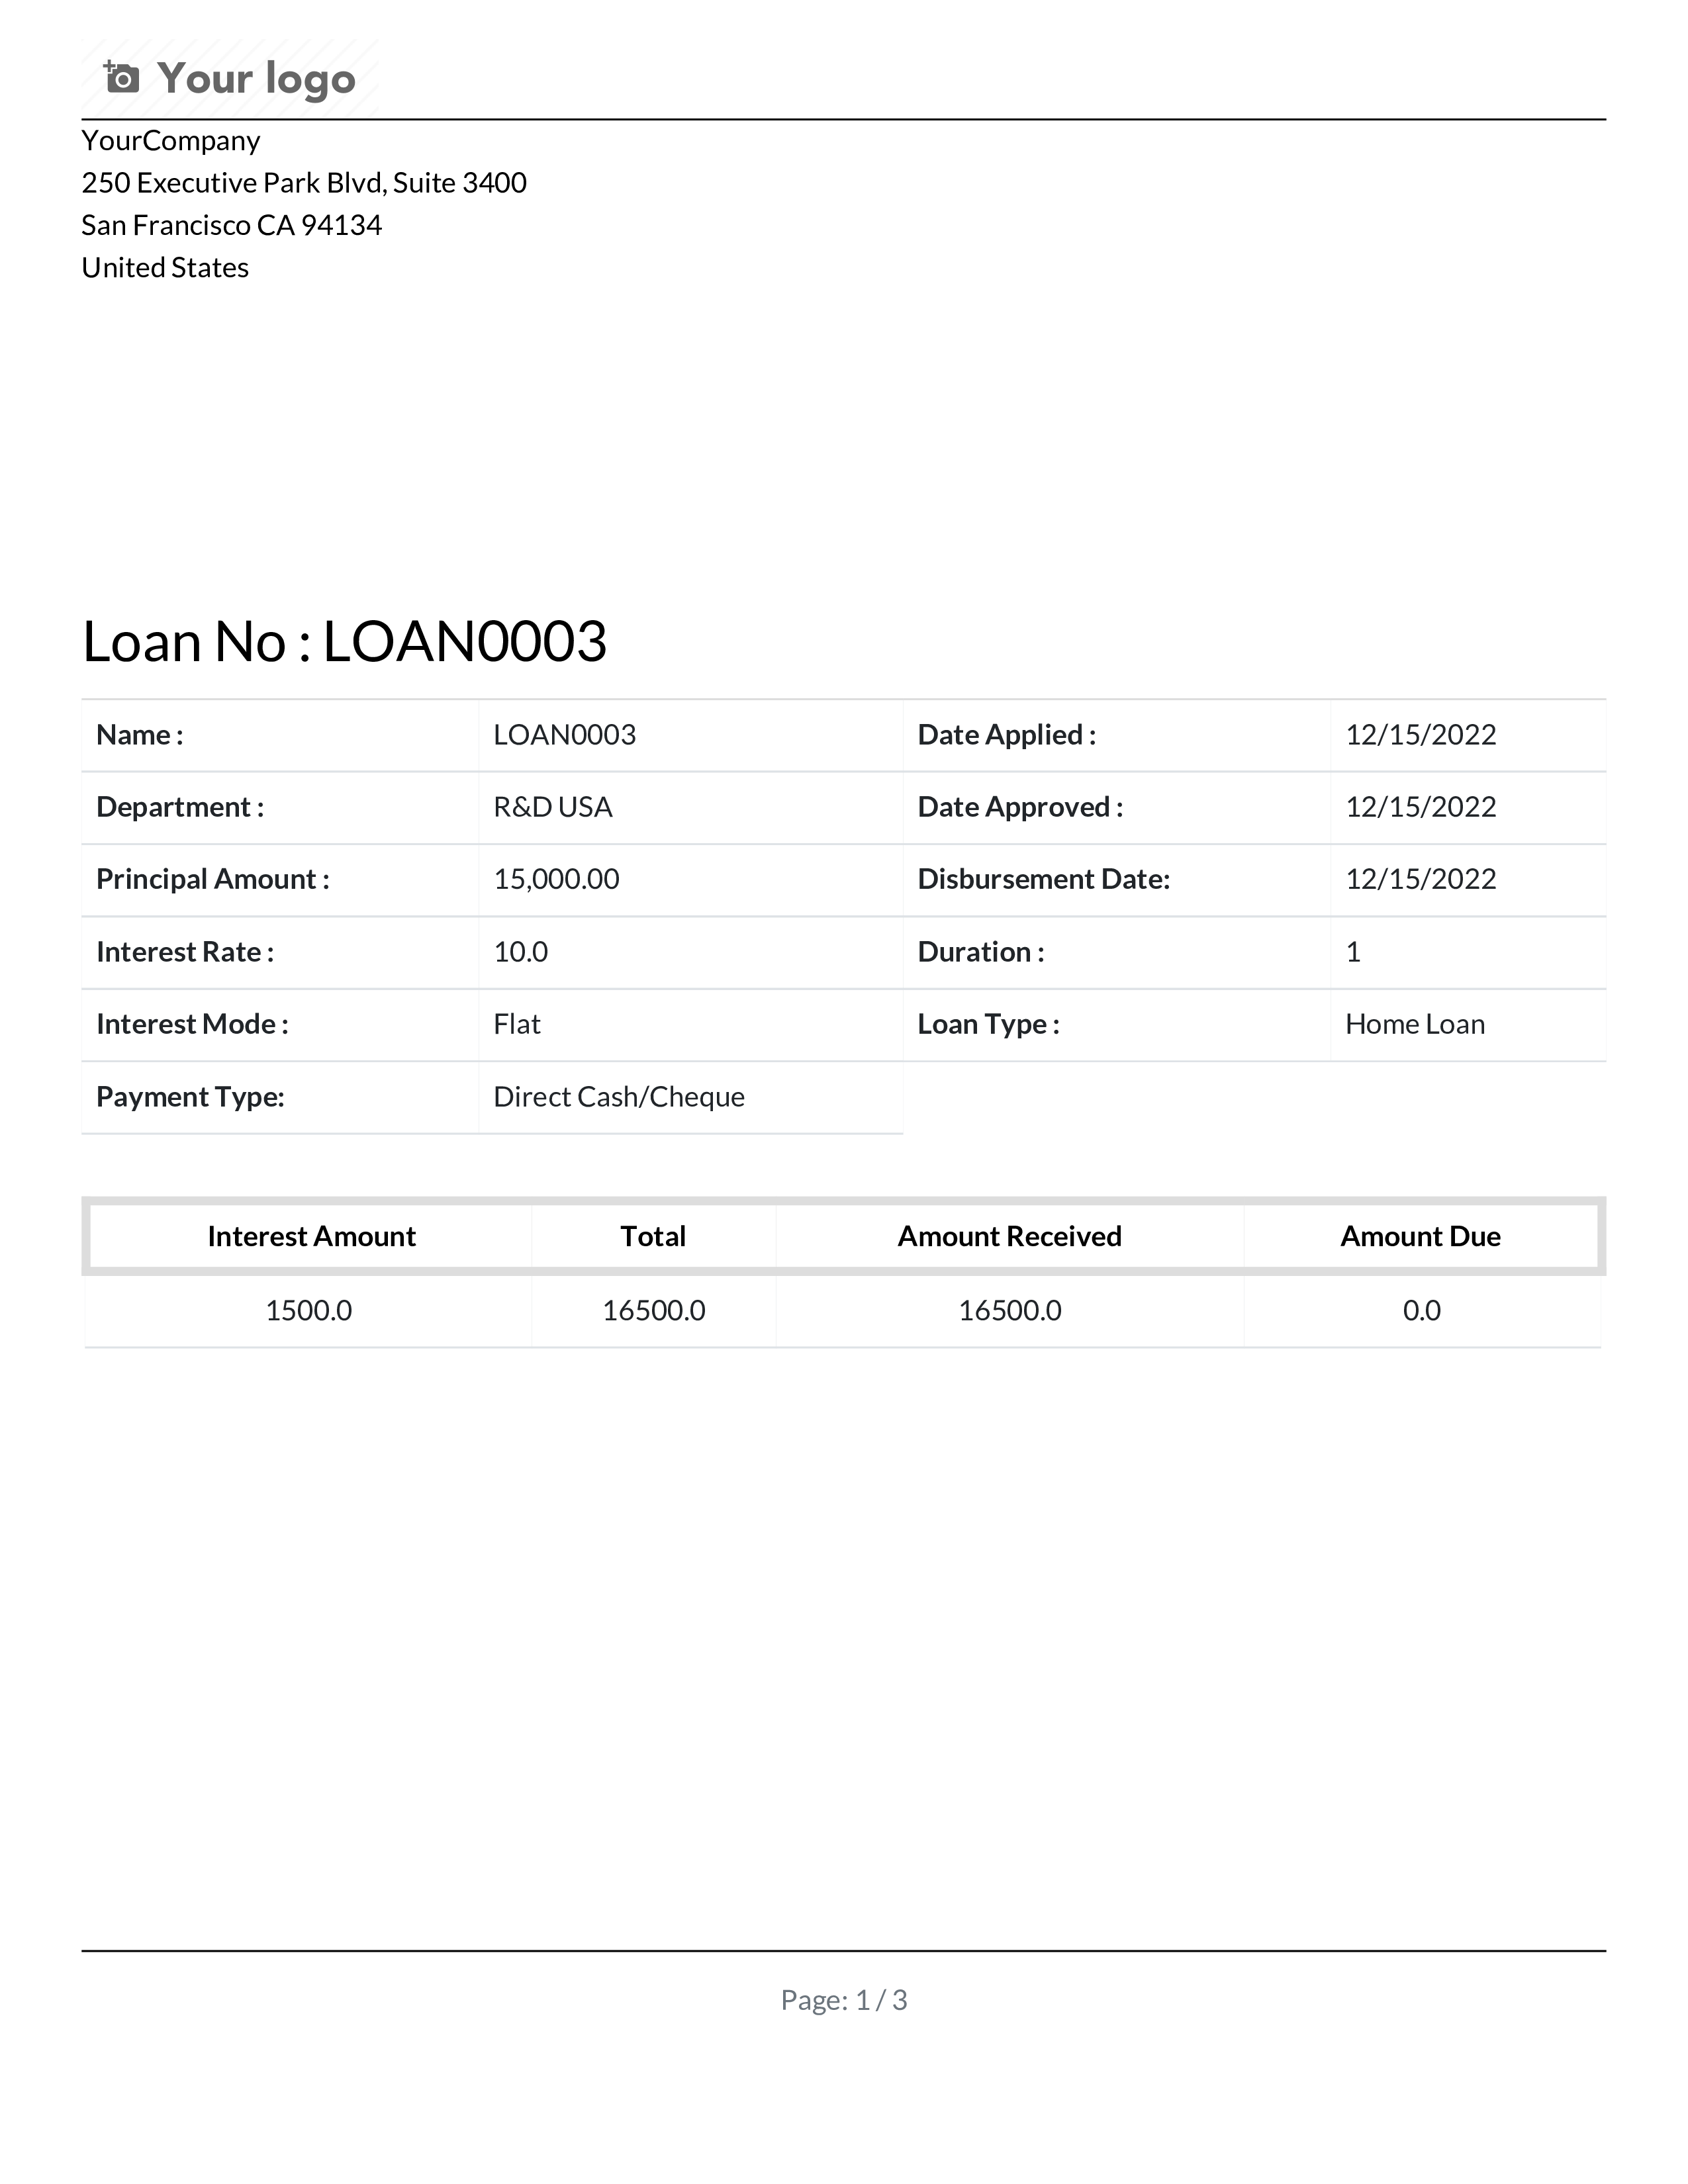 Your logo
YourCompany
250 Executive Park Blvd, Suite 3400
San Francisco CA 94134
United States
Loan No : LOAN0003
Name : LOAN0003 Date Applied : 12/15/2022
Department : R&D USA Date Approved : 12/15/2022
Principal Amount : 15,000.00 Disbursement Date: 12/15/2022
Interest Rate : 10.0 Duration : 1
Interest Mode : Flat Loan Type : Home Loan
Payment Type: Direct Cash/Cheque
Interest Amount Total Amount Received Amount Due
1500.0 16500.0 16500.0 0.0
Page: 1 / 3